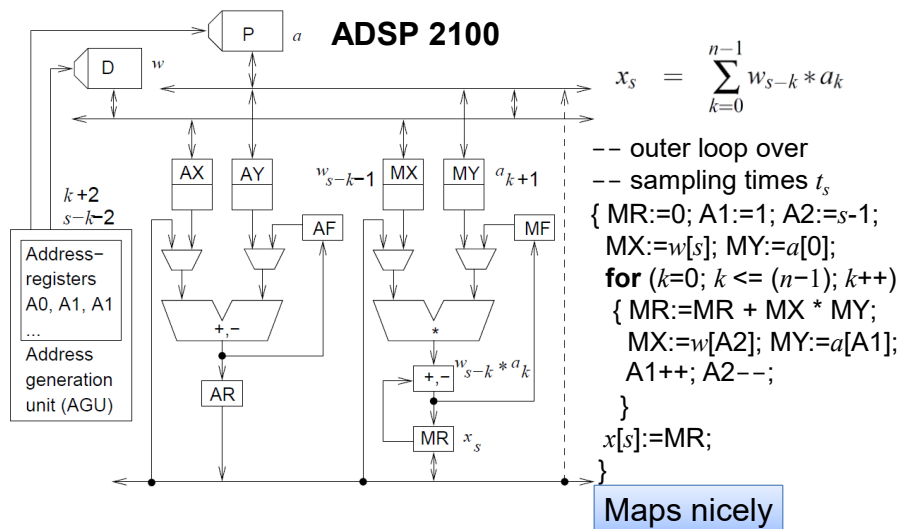 P
a
ADSP 2100
D
w
AX
AY
w_{s−k−1}
MX
MY
a_{k+1}
k+2
s−k−2
AF
MF
Address−
registers
A0, A1, A1
...
Address
generation
unit (AGU)
+,−
*
AR
+,−
w_{s−k} * a_k
MR
x_s
x_s = \sum_{k=0}^{n−1} w_{s−k} * a_k
−− outer loop over
−− sampling times t_s
{ MR:=0; A1:=1; A2:=s-1;
MX:=w[s]; MY:=a[0];
for (k=0; k <= (n−1); k++)
{ MR:=MR + MX * MY;
MX:=w[A2]; MY:=a[A1];
A1++; A2−−;
}
x[s]:=MR;
}
Maps nicely